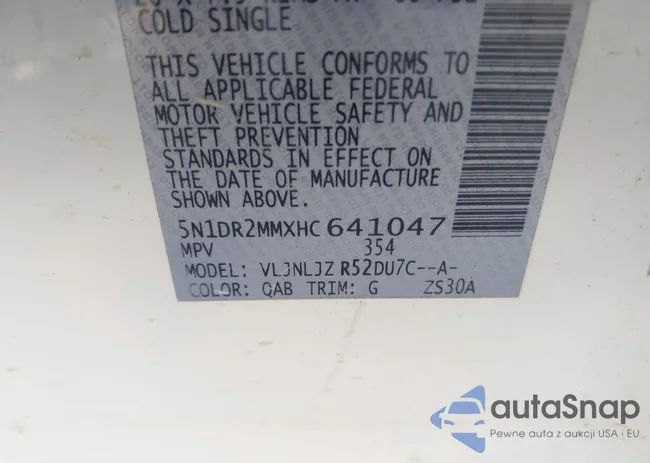 COLD SINGLE
THIS VEHICLE CONFORMS TO
ALL APPLICABLE FEDERAL
MOTOR VEHICLE SAFETY AND
THEFT PREVENTION
STANDARDS IN EFFECT ON
THE DATE OF MANUFACTURE
SHOWN ABOVE.
5N1DR2MMXHC 641047
MPV 354
MODEL: VLJNLJZ R52DU7C--A-
COLOR: QAB TRIM: G ZS30A
autaSnap
Pewne auta z aukcji USA i EU